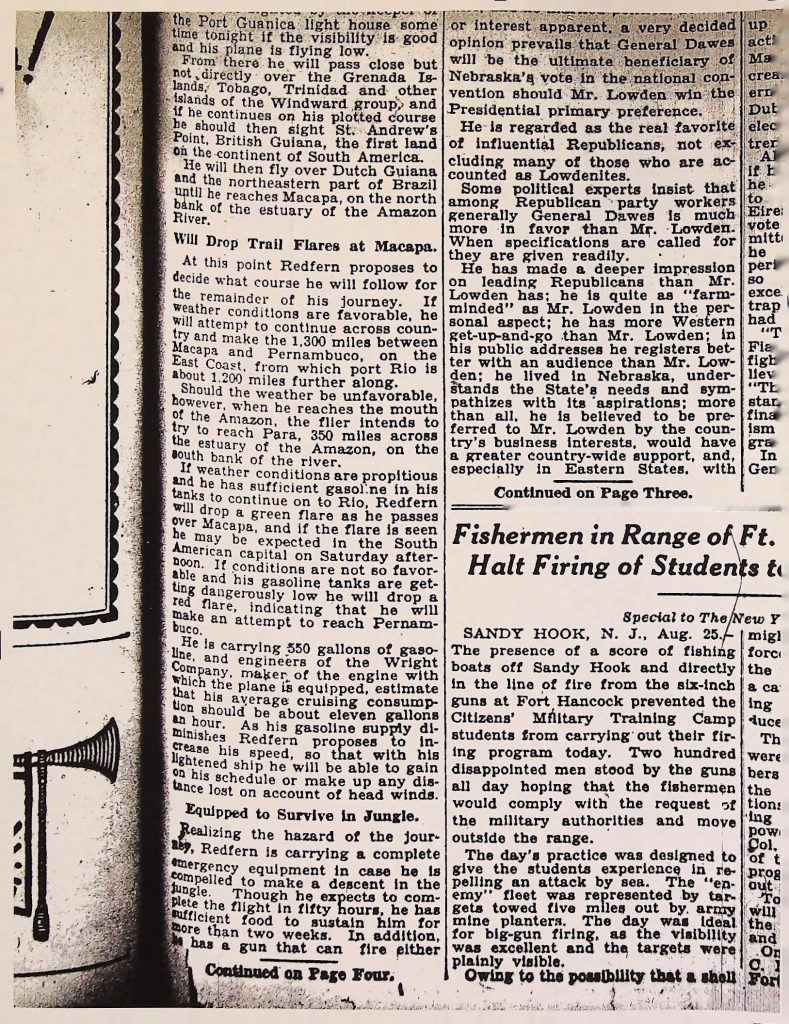 the Port Guanica light house some
time tonight if the visibility is good
and his plane is flying low.
From there he will pass close but
not directly over the Grenada Is-
lands, Tobago, Trinidad and other
islands of the Windward group, and
if he continues on his plotted course
he should then sight St. Andrew's
Point, British Guiana, the first land
on the continent of South America.
He will then fly over Dutch Guiana
and the northeastern part of Brazil
until he reaches Macapa, on the north
bank of the estuary of the Amazon
River.
Will Drop Trail Flares at Macapa.
At this point Redfern proposes to
decide what course he will follow for
the remainder of his journey. If
weather conditions are favorable, he
will attempt to continue across coun-
try and make the 1,300 miles between
Macapa and Pernambuco, on the
East Coast, from which port Rio is
about 1,200 miles further along.
Should the weather be unfavorable,
however, when he reaches the mouth
of the Amazon, the flier intends to
try to reach Para, 350 miles across
the estuary of the Amazon, on the
south bank of the river.
If weather conditions are propitious
and he has sufficient gasoline in his
tanks to continue on to Rio, Redfern
will drop a green flare as he passes
over Macapa, and if the flare is seen
he may be expected in the South
American capital on Saturday after-
noon. If conditions are not so favor-
able and his gasoline tanks are get-
ting dangerously low he will drop a
red flare, indicating that he will
make an attempt to reach Pernam-
buco.
He is carrying 550 gallons of gaso-
line, and engineers of the Wright
Company, maker of the engine with
which the plane is equipped, estimate
that his average cruising consump-
tion should be about eleven gallons
an hour. As his gasoline supply di-
minishes Redfern proposes to in-
crease his speed, so that with his
lightened ship he will be able to gain
on his schedule or make up any dis-
tance lost on account of head winds.
Equipped to Survive in Jungle.
Realizing the hazard of the jour-
ney, Redfern is carrying a complete
emergency equipment in case he is
compelled to make a descent in the
jungle. Though he expects to com-
plete the flight in fifty hours, he has
sufficient food to sustain him for
more than two weeks. In addition,
he has a gun that can fire either
Continued on Page Four.
or interest apparent, a very decided
opinion prevails that General Dawes
will be the ultimate beneficiary of
Nebraska's vote in the national con-
vention should Mr. Lowden win the
Presidential primary preference.
He is regarded as the real favorite
of influential Republicans, not ex-
cluding many of those who are ac-
counted as Lowdenites.
Some political experts insist that
among Republican party workers
generally General Dawes is much
more in favor than Mr. Lowden.
When specifications are called for
they are given readily.
He has made a deeper impression
on leading Republicans than Mr.
Lowden has; he is quite as "farm-
minded" as Mr. Lowden in the per-
sonal aspect; he has more Western
get-up-and-go than Mr. Lowden; in
his public addresses he registers bet-
ter with an audience than Mr. Low-
den; he lived in Nebraska, under-
stands the State's needs and sym-
pathizes with its aspirations; more
than all, he is believed to be pre-
ferred to Mr. Lowden by the coun-
try's business interests, would have
a greater country-wide support, and,
especially in Eastern States, with
Continued on Page Three.
Fishermen in Range of Ft.
Halt Firing of Students t
Special to The New Y
SANDY HOOK, N. J., Aug. 25.—
The presence of a score of fishing
boats off Sandy Hook and directly
in the line of fire from the six-inch
guns at Fort Hancock prevented the
Citizens' Military Training Camp
students from carrying out their fir-
ing program today. Two hundred
disappointed men stood by the guns
all day hoping that the fishermen
would comply with the request of
the military authorities and move
outside the range.
The day's practice was designed to
give the students experience in re-
pelling an attack by sea. The "en-
emy" fleet was represented by tar-
gets towed five miles out by army
mine planters. The day was ideal
for big-gun firing, as the visibility
was excellent and the targets were
plainly visible.
Owing to the possibility that a shell